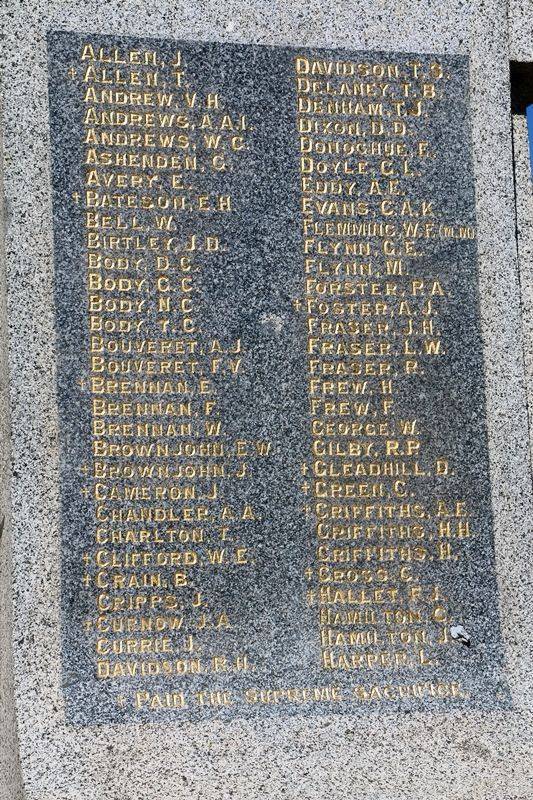 ALLEN, J.
† ALLEN, T.
ANDREW, V.H.
ANDREWS, A.A.J.
ANDREWS, W.G.
ASHENDEN, G.
AVERY, E.
† BATESON, E.H.
BELL, W.
BIRTLEY, J.D.
BODY, D.C.
BODY, G.C.
BODY, N.C.
BODY, T.C.
BOUVERET, A.J.
BOUVERET, F.V.
† BRENNAN, E.
BRENNAN, F.
BRENNAN, W.
BROWNJOHN, E.W.
† BROWNJOHN, J.
† CAMERON, J.
CHANDLER, A.A.
CHARLTON, T.
† CLIFFORD, W.E.
† CRAIN, B.
CRIPPS, J.
† CURNOW, J.A.
CURRIE, J.
DAVIDSON, R.N.
DAVIDSON, T.S.
DELANEY, T.B.
DENHAM, T.J.
DIXON, D.D.
DONOGHUE, F.
DOYLE, C.L.
EDDY, A.E.
EVANS, C.A.K.
FLEMMING, W.F. (M.M.)
FLYNN, G.E.
FLYNN, M.
FORSTER, P.A.
† FOSTER, A.J.
FRASER, J.H.
FRASER, L.W.
FRASER, R.
FREW, H.
FREW, F.
GEORGE, W.
GILBY, R.P.
† GLEADHILL, D.
† GREEN, C.
† GRIFFITHS, A.E.
GRIFFITHS, H.H.
GRIFFITHS, H.
† GROSS, G.
† HALLET, F.J.
HAMILTON, O.
HAMILTON, J.
HARPER, L.
† PAID THE SUPREME SACRIFICE.